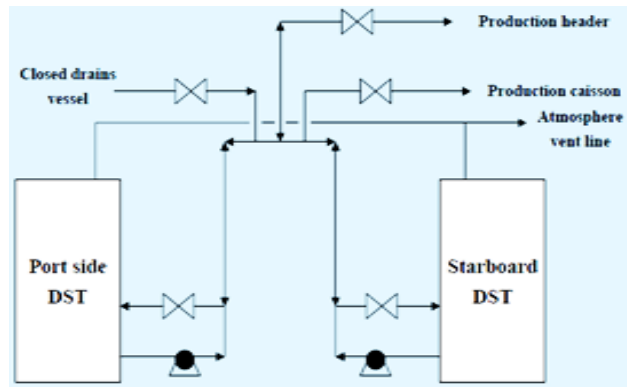 Production header
Closed drains
vessel
Production caisson
Atmosphere
vent line
Port side
DST
Starboard
DST